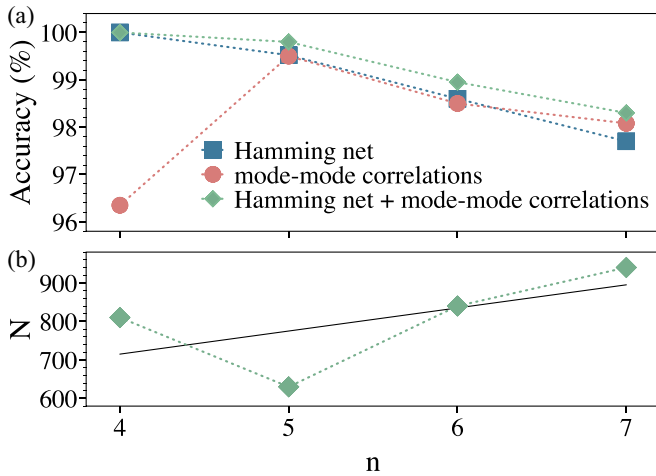 (a)
Accuracy (%)
100
99
98
97
96
Hamming net
mode-mode correlations
Hamming net + mode-mode correlations
(b)
N
900
800
700
600
4 5 6 7
n